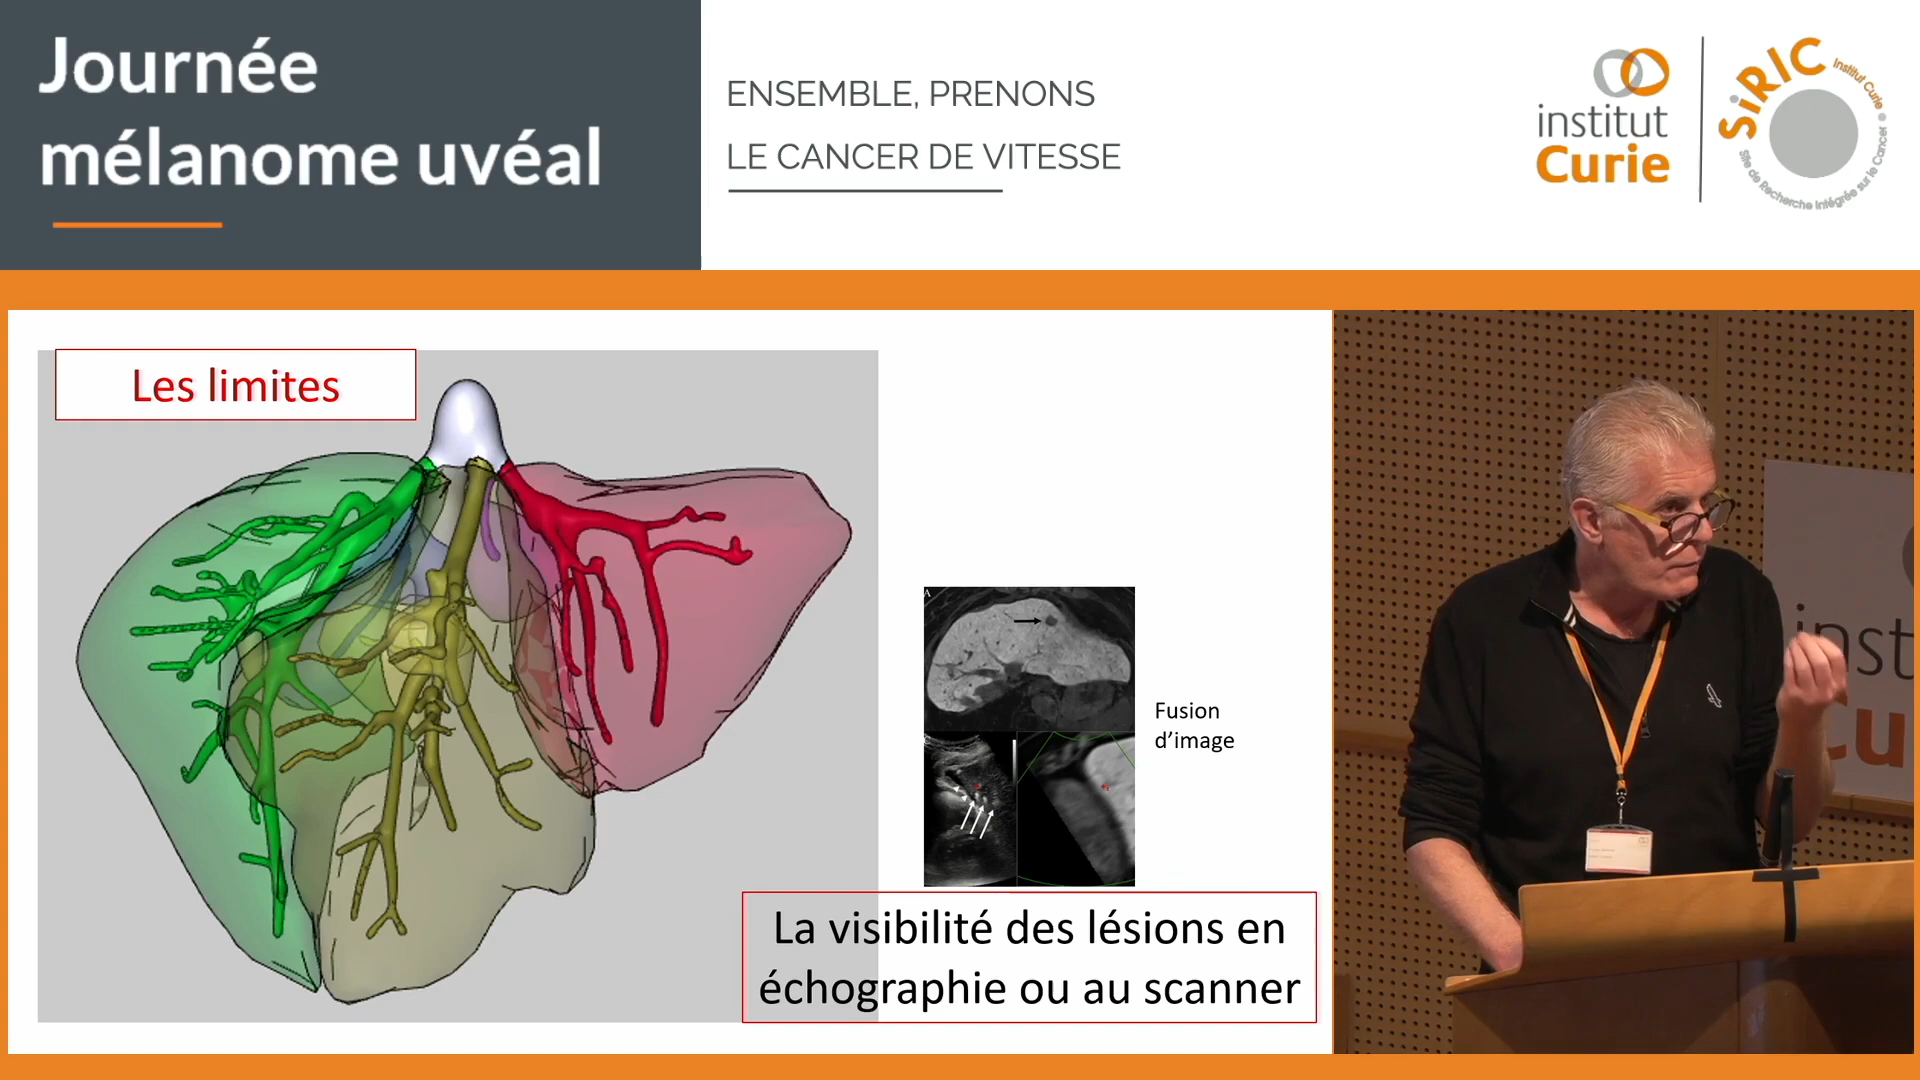 Journée
mélanome uvéal
ENSEMBLE, PRENONS
LE CANCER DE VITESSE
institut
Curie
SiRIC
Institut Curie
Site de Recherche Intégrée sur le Cancer
Les limites
A
Fusion
d’image
La visibilité des lésions en
échographie ou au scanner
inst
Cu